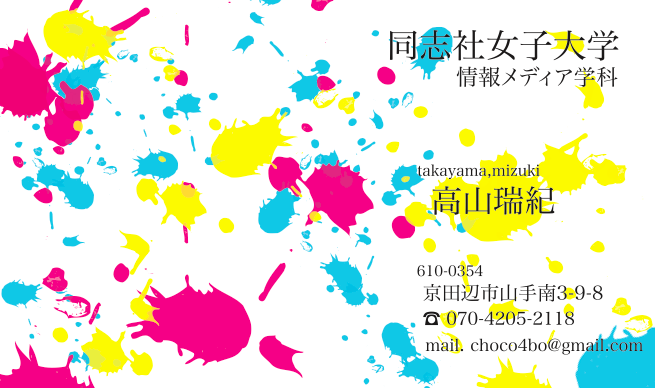 同志社女子大学
情報メディア学科
takayama,mizuki
高山瑞紀
610-0354
京田辺市山手南3-9-8
☎ 070-4205-2118
mail. choco4bo@gmail.com